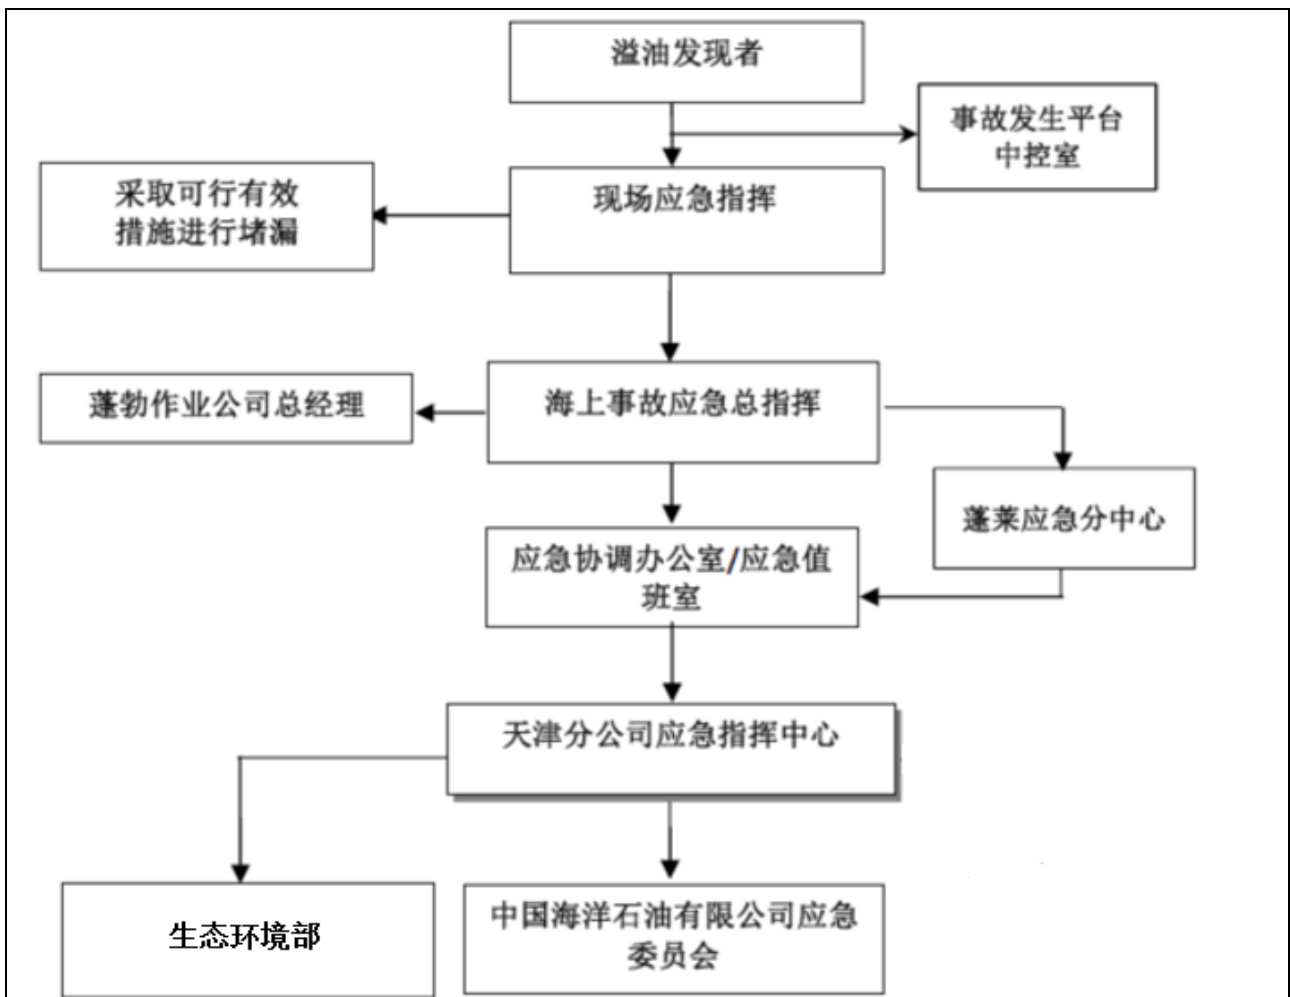 溢油发现者
事故发生平台
中控室
采取可行有效
措施进行堵漏
现场应急指挥
蓬勃作业公司总经理
海上事故应急总指挥
蓬莱应急分中心
应急协调办公室/应急值
班室
天津分公司应急指挥中心
生态环境部
中国海洋石油有限公司应急
委员会